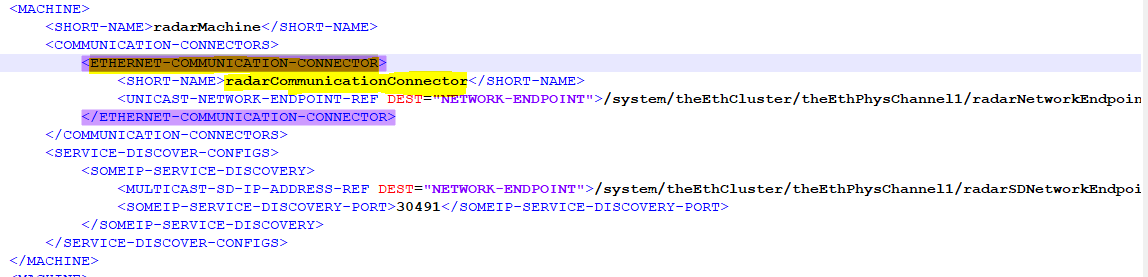 <MACHINE>
<SHORT-NAME>radarMachine</SHORT-NAME>
<COMMUNICATION-CONNECTORS>
<ETHERNET-COMMUNICATION-CONNECTOR>
<SHORT-NAME>radarCommunicationConnector</SHORT-NAME>
<UNICAST-NETWORK-ENDPOINT-REF DEST="NETWORK-ENDPOINT">/system/theEthCluster/theEthPhysChannel1/radarNetworkEndpoin
</ETHERNET-COMMUNICATION-CONNECTOR>
</COMMUNICATION-CONNECTORS>
<SERVICE-DISCOVER-CONFIGS>
<SOMEIP-SERVICE-DISCOVERY>
<MULTICAST-SD-IP-ADDRESS-REF DEST="NETWORK-ENDPOINT">/system/theEthCluster/theEthPhysChannel1/radarSDNetworkEndpoi
<SOMEIP-SERVICE-DISCOVERY-PORT>30491</SOMEIP-SERVICE-DISCOVERY-PORT>
</SOMEIP-SERVICE-DISCOVERY>
</SERVICE-DISCOVER-CONFIGS>
</MACHINE>